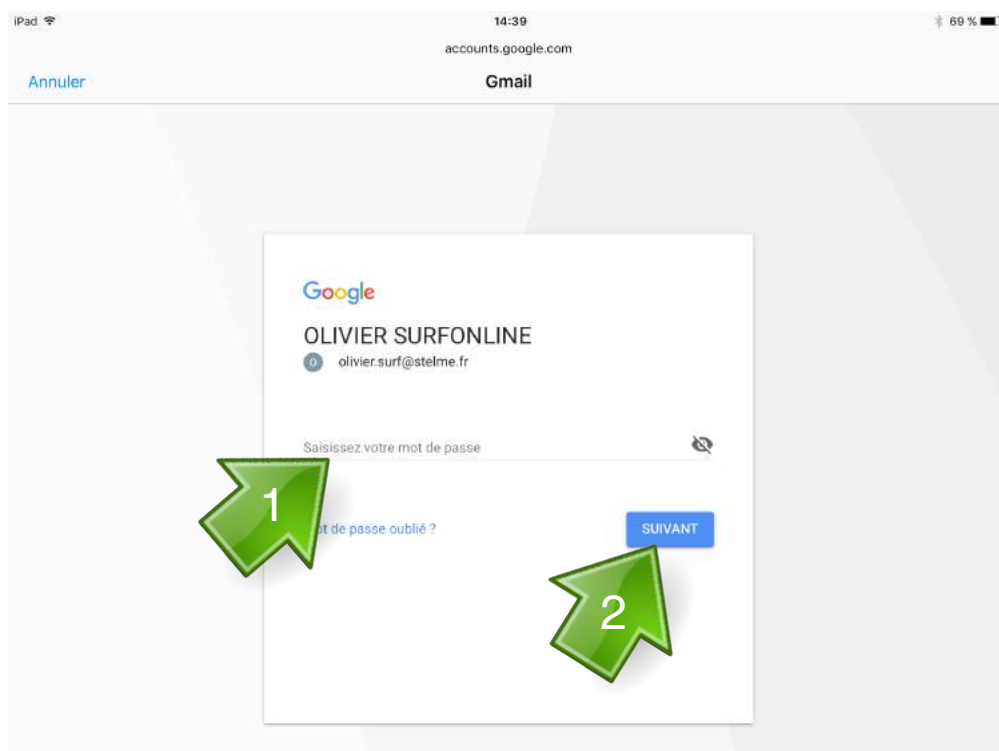 iPad 14:39 69 %
accounts.google.com
Annuler Gmail
Google
OLIVIER SURFONLINE
O olivier.surf@stelme.fr
Saisissez votre mot de passe
1
de passe oublié ?
SUIVANT
2